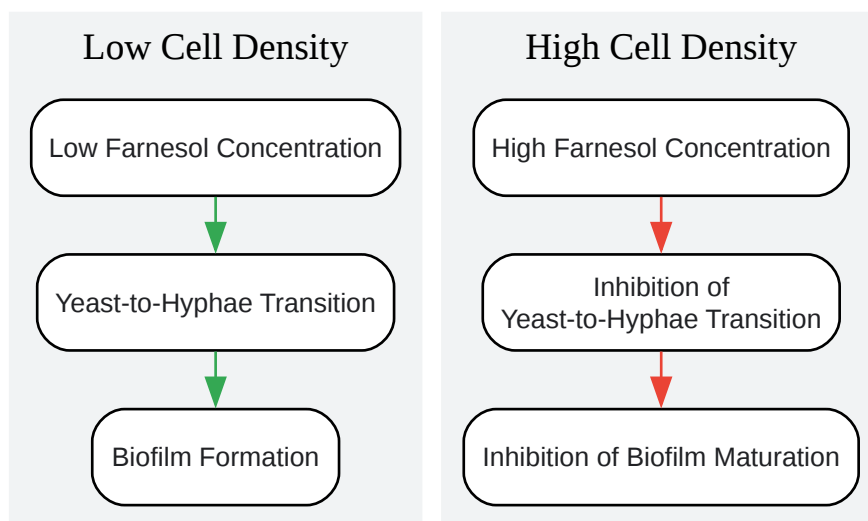 Low Cell Density
Low Farnesol Concentration
Yeast-to-Hyphae Transition
Biofilm Formation
High Cell Density
High Farnesol Concentration
Inhibition of
Yeast-to-Hyphae Transition
Inhibition of Biofilm Maturation